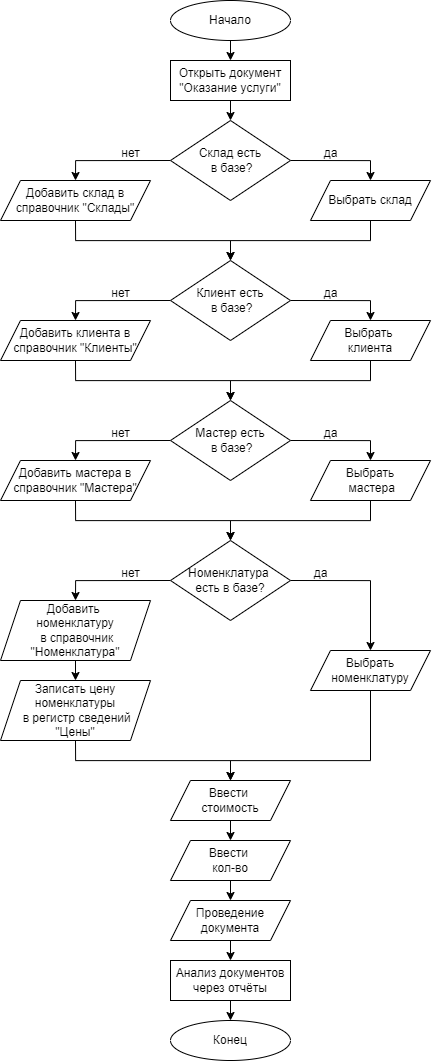 Начало
Открыть документ
"Оказание услуги"
Склад есть
в базе?
нет
да
Добавить склад в
справочник "Склады"
Выбрать склад
Клиент есть
в базе?
нет
да
Добавить клиента в
справочник "Клиенты"
Выбрать
клиента
Мастер есть
в базе?
нет
да
Добавить мастера в
справочник "Мастера"
Выбрать
мастера
Номенклатура
есть в базе?
нет
да
Добавить
номенклатуру
в справочник
"Номенклатура"
Записать цену
номенклатуры
в регистр сведений
"Цены"
Выбрать
номенклатуру
Ввести
стоимость
Ввести
кол-во
Проведение
документа
Анализ документов
через отчёты
Конец